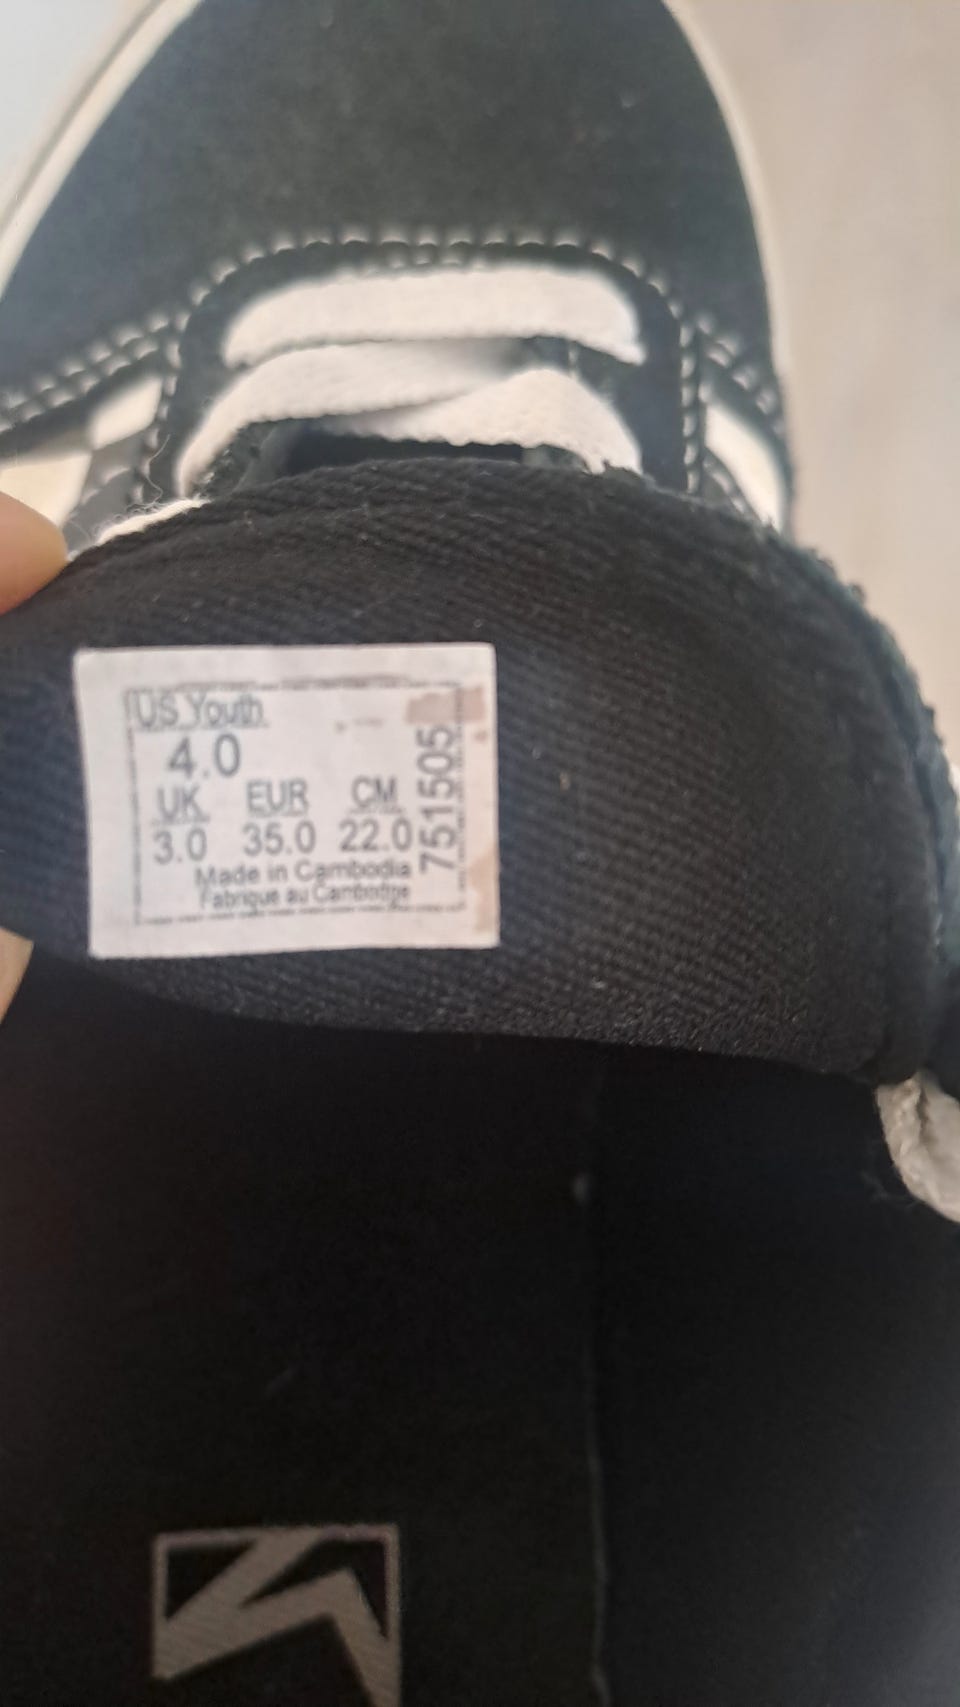 US Youth
4.0
UK EUR CM
3.0 35.0 22.0
Made in Cambodia
Fabrique au Cambodge
751505